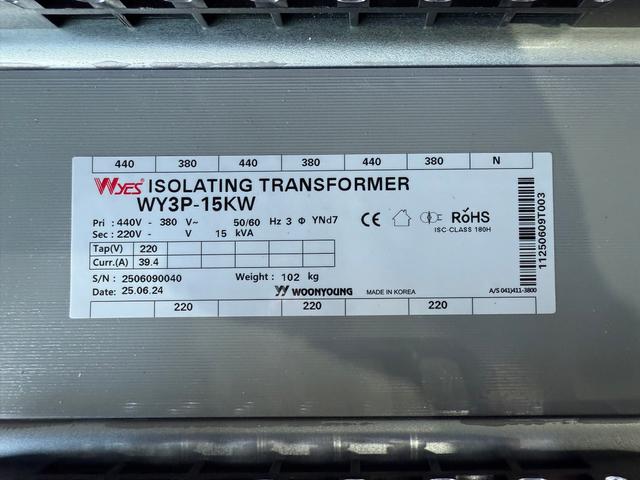 440 380 440 380 440 380 N
WYES ISOLATING TRANSFORMER
WY3P-15KW
Pri : 440V - 380 V~ 50/60 Hz 3 Φ YNd7
Sec : 220V - V 15 kVA
CE RoHS
ISC-CLASS 180H
Tap(V) 220
Curr.(A) 39.4
S/N : 2506090040 Weight : 102 kg
Date: 25.06.24 WOONYOUNG MADE IN KOREA A/S 041)411-3800
11250609T003
220 220 220